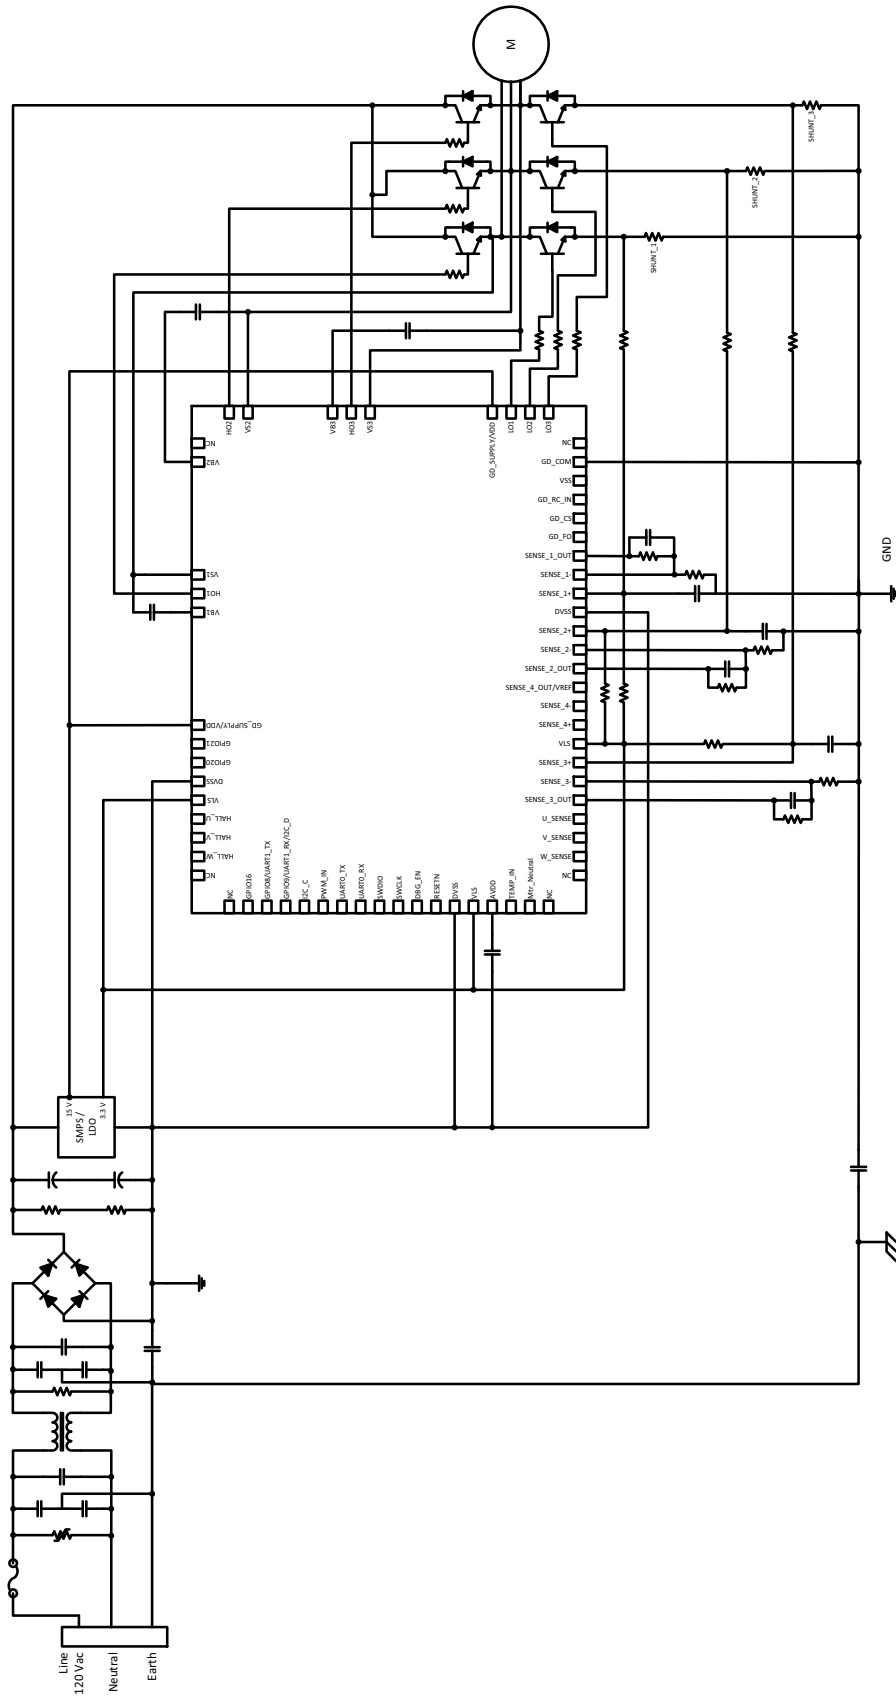 M
SHUNT_3
SHUNT_2
SHUNT_1
HO2
VS2
VB3
HO3
VS3
GD_SUPPLY/VDD
LO1
LO2
LO3
NC
VB2
VS1
HO1
VB1
GD_SUPPLY/VDD
GPIO21
GPIO20
DVSS
VLS
HALL_U
HALL_V
HALL_W
NC
NC
GD_COM
VSS
GD_RC_IN
GD_CS
GD_FO
SENSE_1_OUT
SENSE_1-
SENSE_1+
DVSS
SENSE_2+
SENSE_2-
SENSE_2_OUT
SENSE_4_OUT/VREF
SENSE_4-
SENSE_4+
VLS
SENSE_3+
SENSE_3-
SENSE_3_OUT
U_SENSE
V_SENSE
W_SENSE
NC
NC
GPIO16
GPIO8/UART1_TX
GPIO9/UART1_RX/I2C_D
I2C_C
PWM_IN
UART0_TX
UART0_RX
SWDIO
SWCLK
DBG_EN
RESETN
DVSS
VLS
AVDD
TEMP_IN
Mtr_Neutral
NC
GND
15 V
3.3 V
SMPS /
LDO
Line
120 Vac
Neutral
Earth